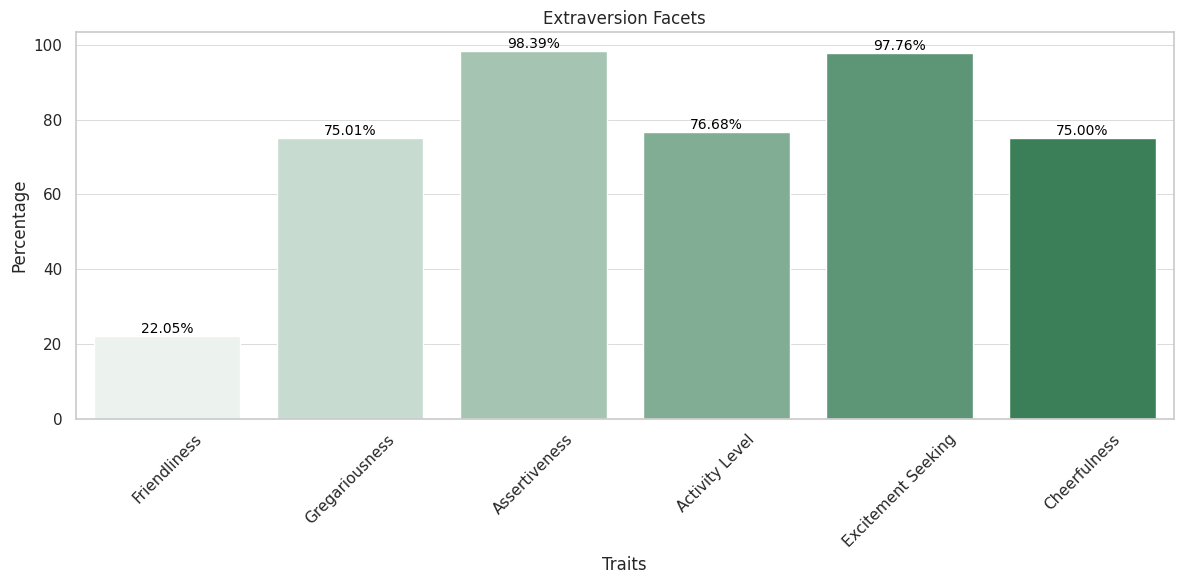 Extraversion Facets
Percentage
100
80
60
40
20
0
22.05%
75.01%
98.39%
76.68%
97.76%
75.00%
Friendliness
Gregariousness
Assertiveness
Activity Level
Excitement Seeking
Cheerfulness
Traits